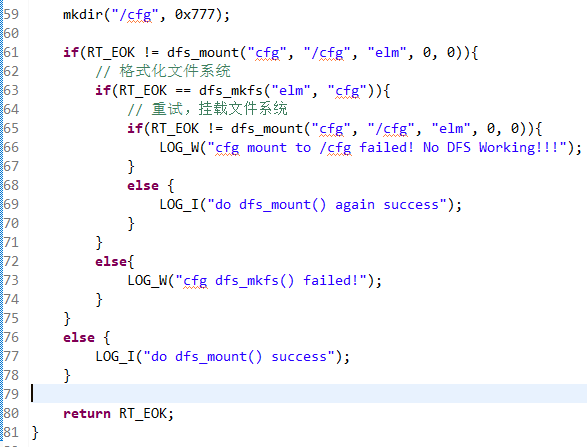 59 mkdir("/cfg", 0x777);
60
61 if(RT_EOK != dfs_mount("cfg", "/cfg", "elm", 0, 0)){
62 // 格式化文件系统
63 if(RT_EOK == dfs_mkfs("elm", "cfg")){
64 // 重试，挂载文件系统
65 if(RT_EOK != dfs_mount("cfg", "/cfg", "elm", 0, 0)){
66 LOG_W("cfg mount to /cfg failed! No DFS Working!!!");
67 }
68 else {
69 LOG_I("do dfs_mount() again success");
70 }
71 }
72 else{
73 LOG_W("cfg dfs_mkfs() failed!");
74 }
75 }
76 else {
77 LOG_I("do dfs_mount() success");
78 }
79
80 return RT_EOK;
81 }